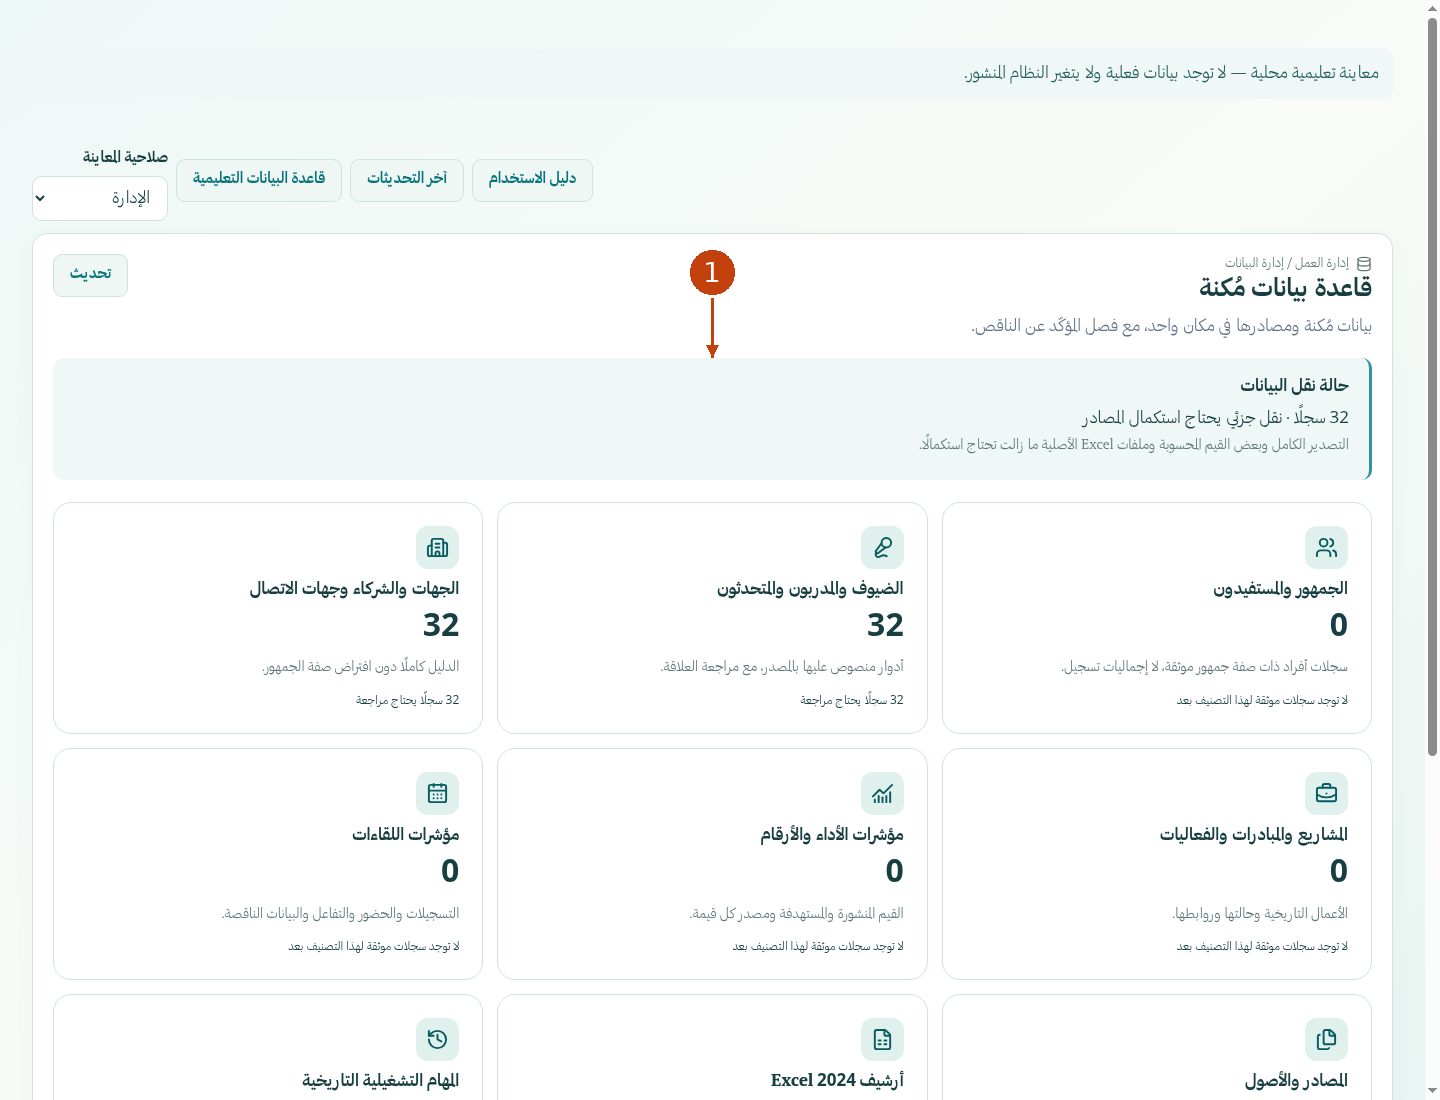 معاينة تعليمية محلية — لا توجد بيانات فعلية ولا يتغير النظام المنشور.
دليل الاستخدام
آخر التحديثات
قاعدة البيانات التعليمية
صلاحية المعاينة
الإدارة
إدارة العمل / إدارة البيانات
قاعدة بيانات مُكنة
بيانات مُكنة ومصادرها في مكان واحد، مع فصل المؤكّد عن الناقص.
تحديث
1
حالة نقل البيانات
32 سجلًا · نقل جزئي يحتاج استكمال المصادر
التصدير الكامل وبعض القيم المحسوبة وملفات Excel الأصلية ما زالت تحتاج استكمالًا.
الجمهور والمستفيدون
0
سجلات أفراد ذات صفة جمهور موثقة، لا إجماليات تسجيل.
لا توجد سجلات موثقة لهذا التصنيف بعد
الضيوف والمدربون والمتحدثون
32
أدوار منصوص عليها بالمصدر، مع مراجعة العلاقة.
32 سجلًا يحتاج مراجعة
الجهات والشركاء وجهات الاتصال
32
الدليل كاملًا دون افتراض صفة الجمهور.
32 سجلًا يحتاج مراجعة
المشاريع والمبادرات والفعاليات
0
الأعمال التاريخية وحالتها وروابطها.
لا توجد سجلات موثقة لهذا التصنيف بعد
مؤشرات الأداء والأرقام
0
القيم المنشورة والمستهدفة ومصدر كل قيمة.
لا توجد سجلات موثقة لهذا التصنيف بعد
مؤشرات اللقاءات
0
التسجيلات والحضور والتفاعل والبيانات الناقصة.
لا توجد سجلات موثقة لهذا التصنيف بعد
المصادر والأصول
أرشيف Excel 2024
المهام التشغيلية التاريخية